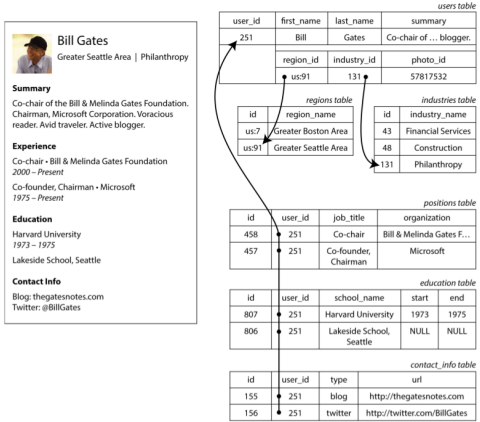 Bill Gates
Greater Seattle Area | Philanthropy
Summary
Co-chair of the Bill & Melinda Gates Foundation.
Chairman, Microsoft Corporation. Voracious
reader. Avid traveler. Active blogger.
Experience
Co-chair • Bill & Melinda Gates Foundation
2000 – Present
Co-founder, Chairman • Microsoft
1975 – Present
Education
Harvard University
1973 – 1975
Lakeside School, Seattle
Contact Info
Blog: thegatesnotes.com
Twitter: @BillGates
users table
user_id first_name last_name summary
251 Bill Gates Co-chair of … blogger.
region_id industry_id photo_id
us:91 131 57817532
regions table
id region_name
us:7 Greater Boston Area
us:91 Greater Seattle Area
industries table
id industry_name
43 Financial Services
48 Construction
131 Philanthropy
positions table
id user_id job_title organization
458 251 Co-chair Bill & Melinda Gates F…
457 251 Co-founder, Microsoft
Chairman
education table
id user_id school_name start end
807 251 Harvard University 1973 1975
806 251 Lakeside School, NULL NULL
Seattle
contact_info table
id user_id type url
155 251 blog http://thegatesnotes.com
156 251 twitter http://twitter.com/BillGates